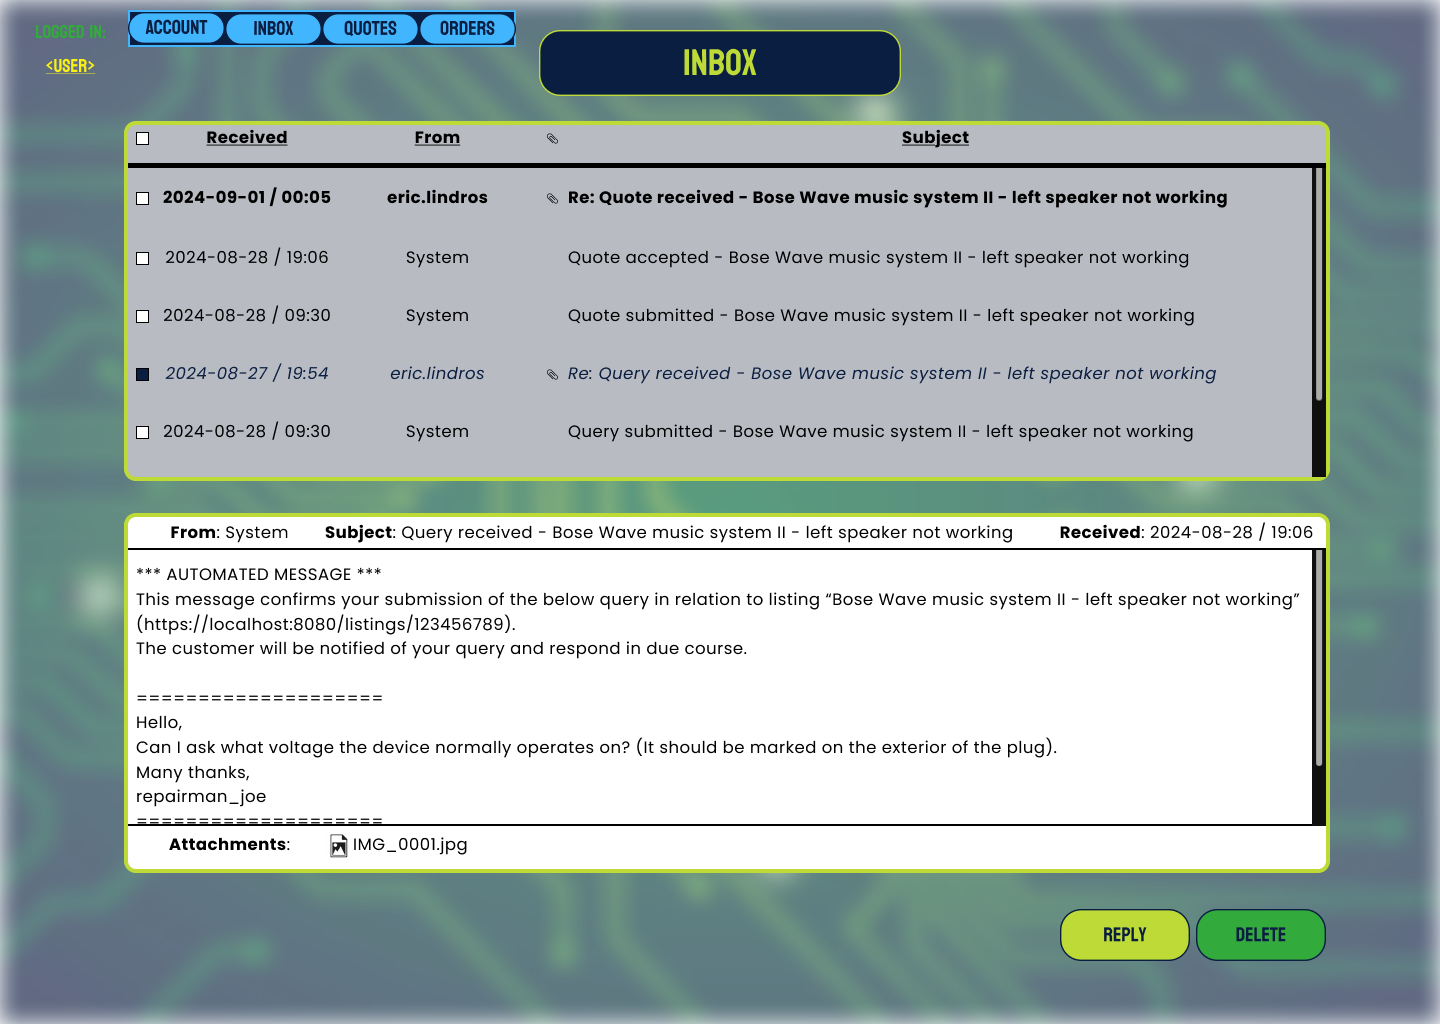 LOGGED IN:
<USER>
ACCOUNT INBOX QUOTES ORDERS
INBOX
Received From Subject
2024-09-01 / 00:05 eric.lindros Re: Quote received - Bose Wave music system II - left speaker not working
2024-08-28 / 19:06 System Quote accepted - Bose Wave music system II - left speaker not working
2024-08-28 / 09:30 System Quote submitted - Bose Wave music system II - left speaker not working
2024-08-27 / 19:54 eric.lindros Re: Query received - Bose Wave music system II - left speaker not working
2024-08-28 / 09:30 System Query submitted - Bose Wave music system II - left speaker not working
From: System Subject: Query received - Bose Wave music system II - left speaker not working Received: 2024-08-28 / 19:06
*** AUTOMATED MESSAGE ***
This message confirms your submission of the below query in relation to listing “Bose Wave music system II - left speaker not working”
(https://localhost:8080/listings/123456789).
The customer will be notified of your query and respond in due course.
====================
Hello,
Can I ask what voltage the device normally operates on? (It should be marked on the exterior of the plug).
Many thanks,
repairman_joe
====================
Attachments: IMG_0001.jpg
REPLY DELETE